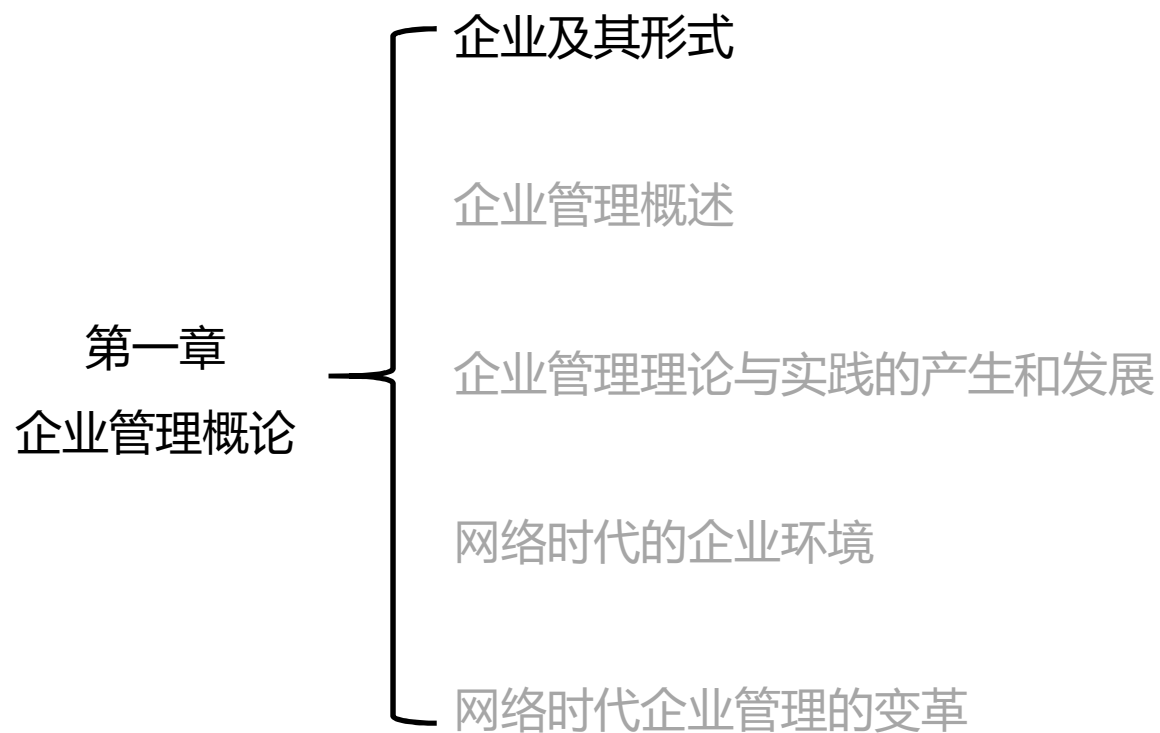 第一章
企业管理概论
企业及其形式
企业管理概述
企业管理理论与实践的产生和发展
网络时代的企业环境
网络时代企业管理的变革